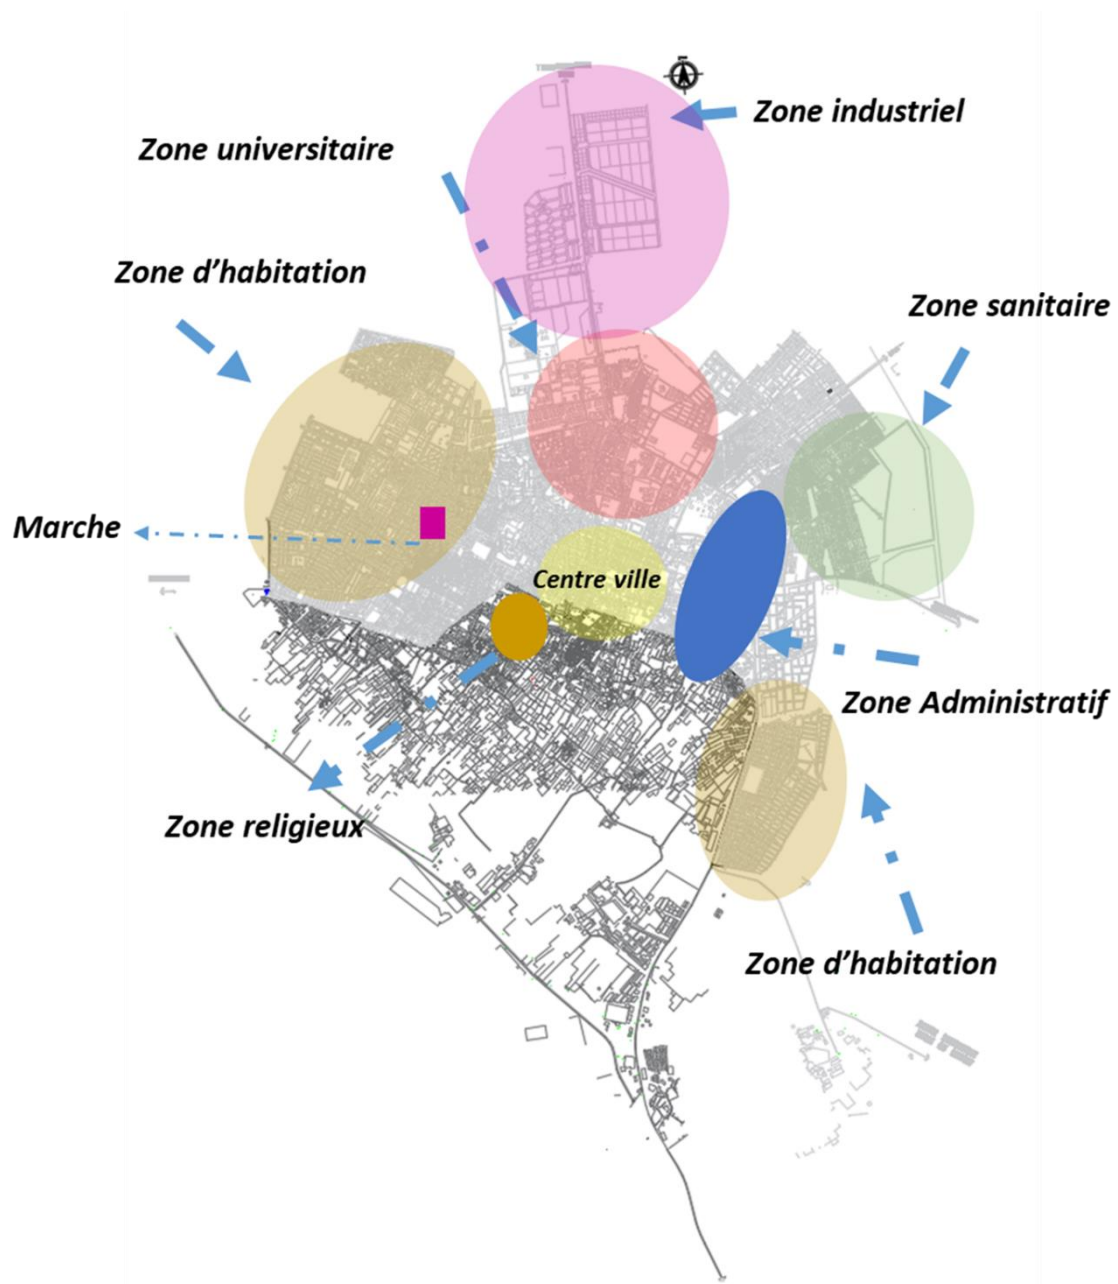 Zone industriel
Zone universitaire
Zone d'habitation
Zone sanitaire
Marche
Centre ville
Zone Administratif
Zone religieux
Zone d'habitation